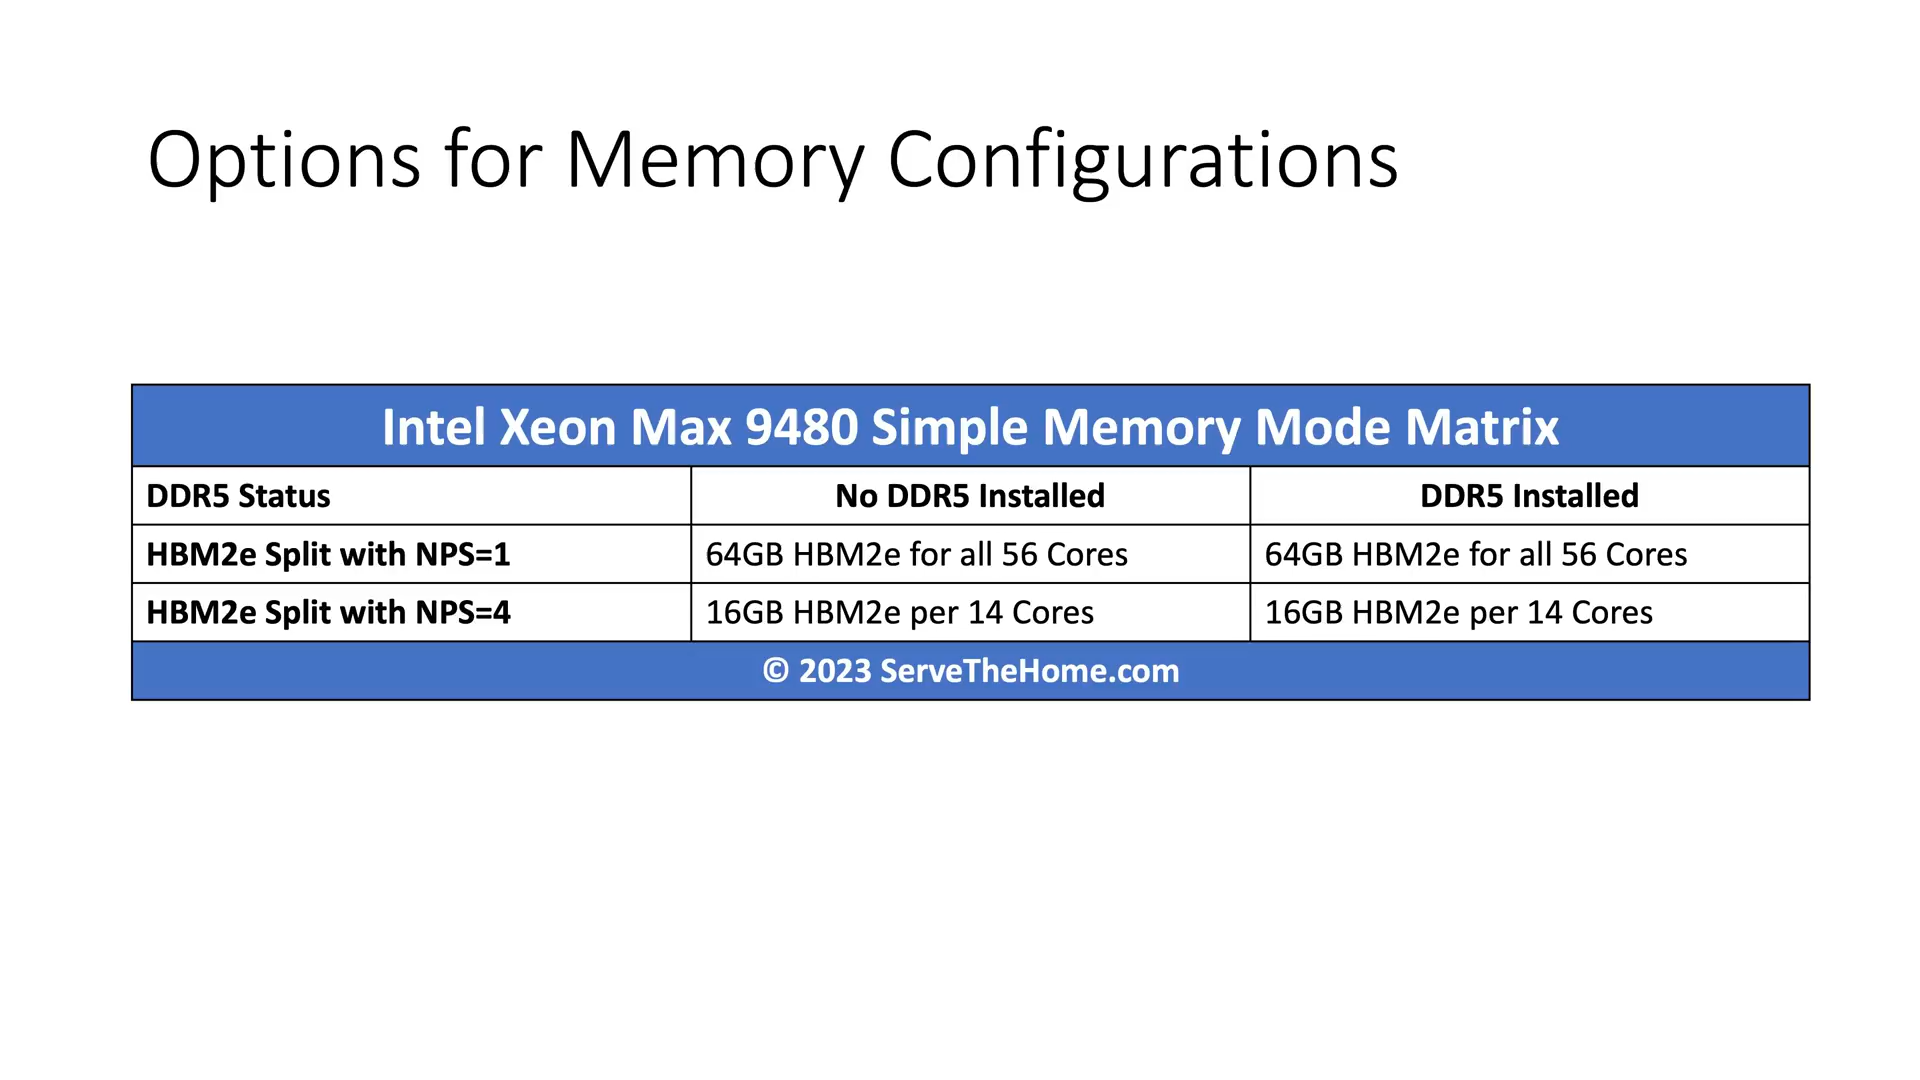 Options for Memory Configurations
Intel Xeon Max 9480 Simple Memory Mode Matrix
DDR5 Status No DDR5 Installed DDR5 Installed
HBM2e Split with NPS=1 64GB HBM2e for all 56 Cores 64GB HBM2e for all 56 Cores
HBM2e Split with NPS=4 16GB HBM2e per 14 Cores 16GB HBM2e per 14 Cores
© 2023 ServeTheHome.com